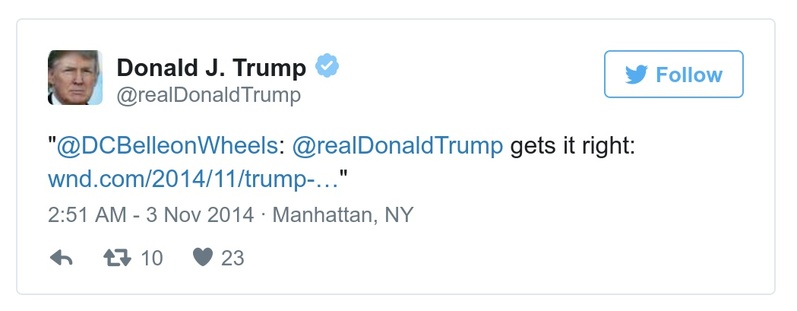 Donald J. Trump
@realDonaldTrump
Follow
"@DCBelleonWheels: @realDonaldTrump gets it right:
wnd.com/2014/11/trump-…"
2:51 AM - 3 Nov 2014 · Manhattan, NY
10 23